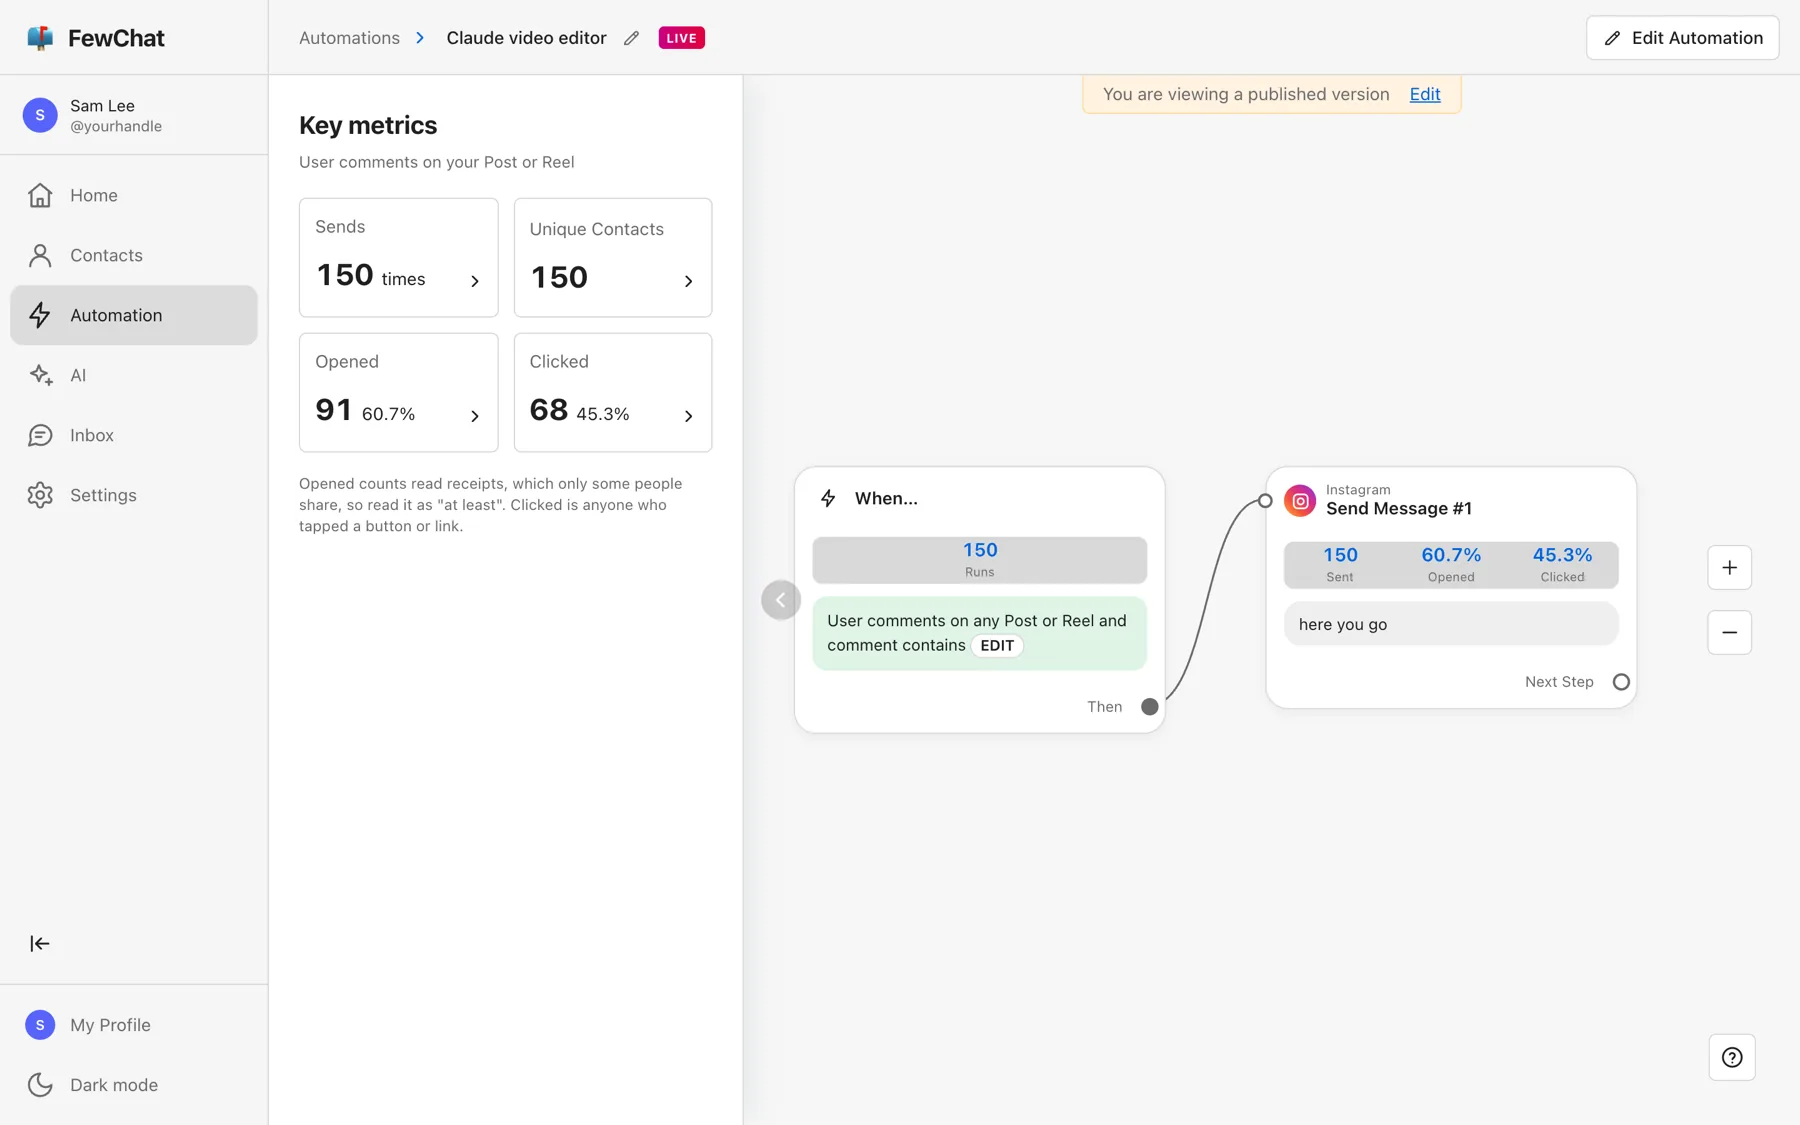 FewChat
Automations
Claude video editor
LIVE
Edit Automation
S
Sam Lee
@yourhandle
Home
Contacts
Automation
AI
Inbox
Settings
S
My Profile
Dark mode
Key metrics
User comments on your Post or Reel
Sends
150 times
Unique Contacts
150
Opened
91 60.7%
Clicked
68 45.3%
Opened counts read receipts, which only some people
share, so read it as "at least". Clicked is anyone who
tapped a button or link.
You are viewing a published version Edit
When...
150
Runs
User comments on any Post or Reel and
comment contains EDIT
Then
Instagram
Send Message #1
150 60.7% 45.3%
Sent Opened Clicked
here you go
Next Step